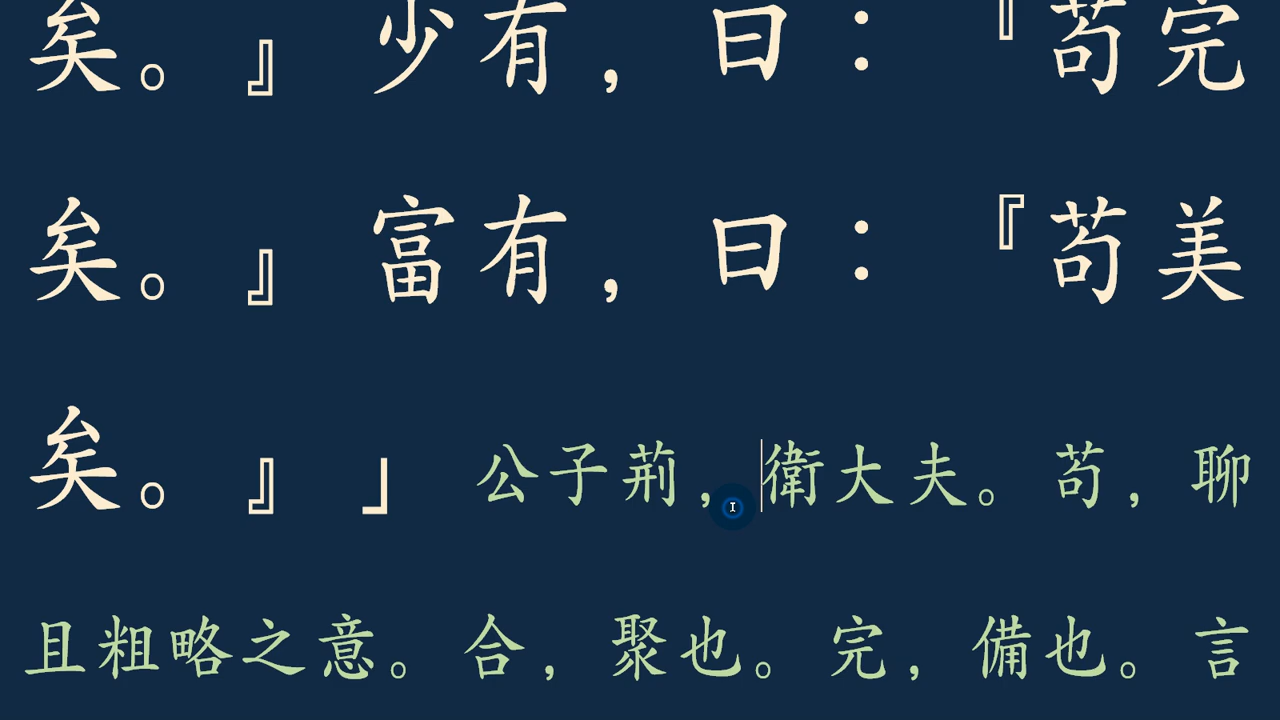 矣。』少有，曰：『苟完
矣。』富有，曰：『苟美
矣。』」公子荊，衛大夫。苟，聊
且粗略之意。合，聚也。完，備也。言